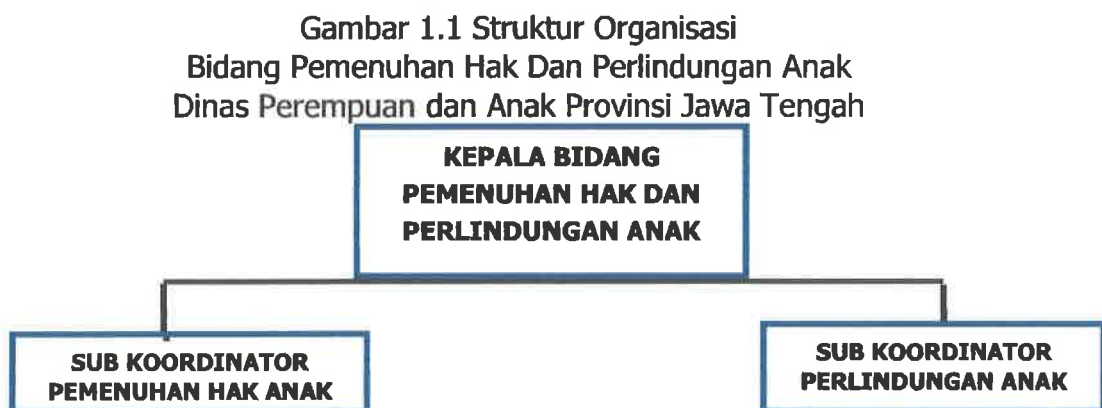 Gambar 1.1 Struktur Organisasi
Bidang Pemenuhan Hak Dan Perlindungan Anak
Dinas Perempuan dan Anak Provinsi Jawa Tengah
KEPALA BIDANG
PEMENUHAN HAK DAN
PERLINDUNGAN ANAK
SUB KOORDINATOR
PEMENUHAN HAK ANAK
SUB KOORDINATOR
PERLINDUNGAN ANAK